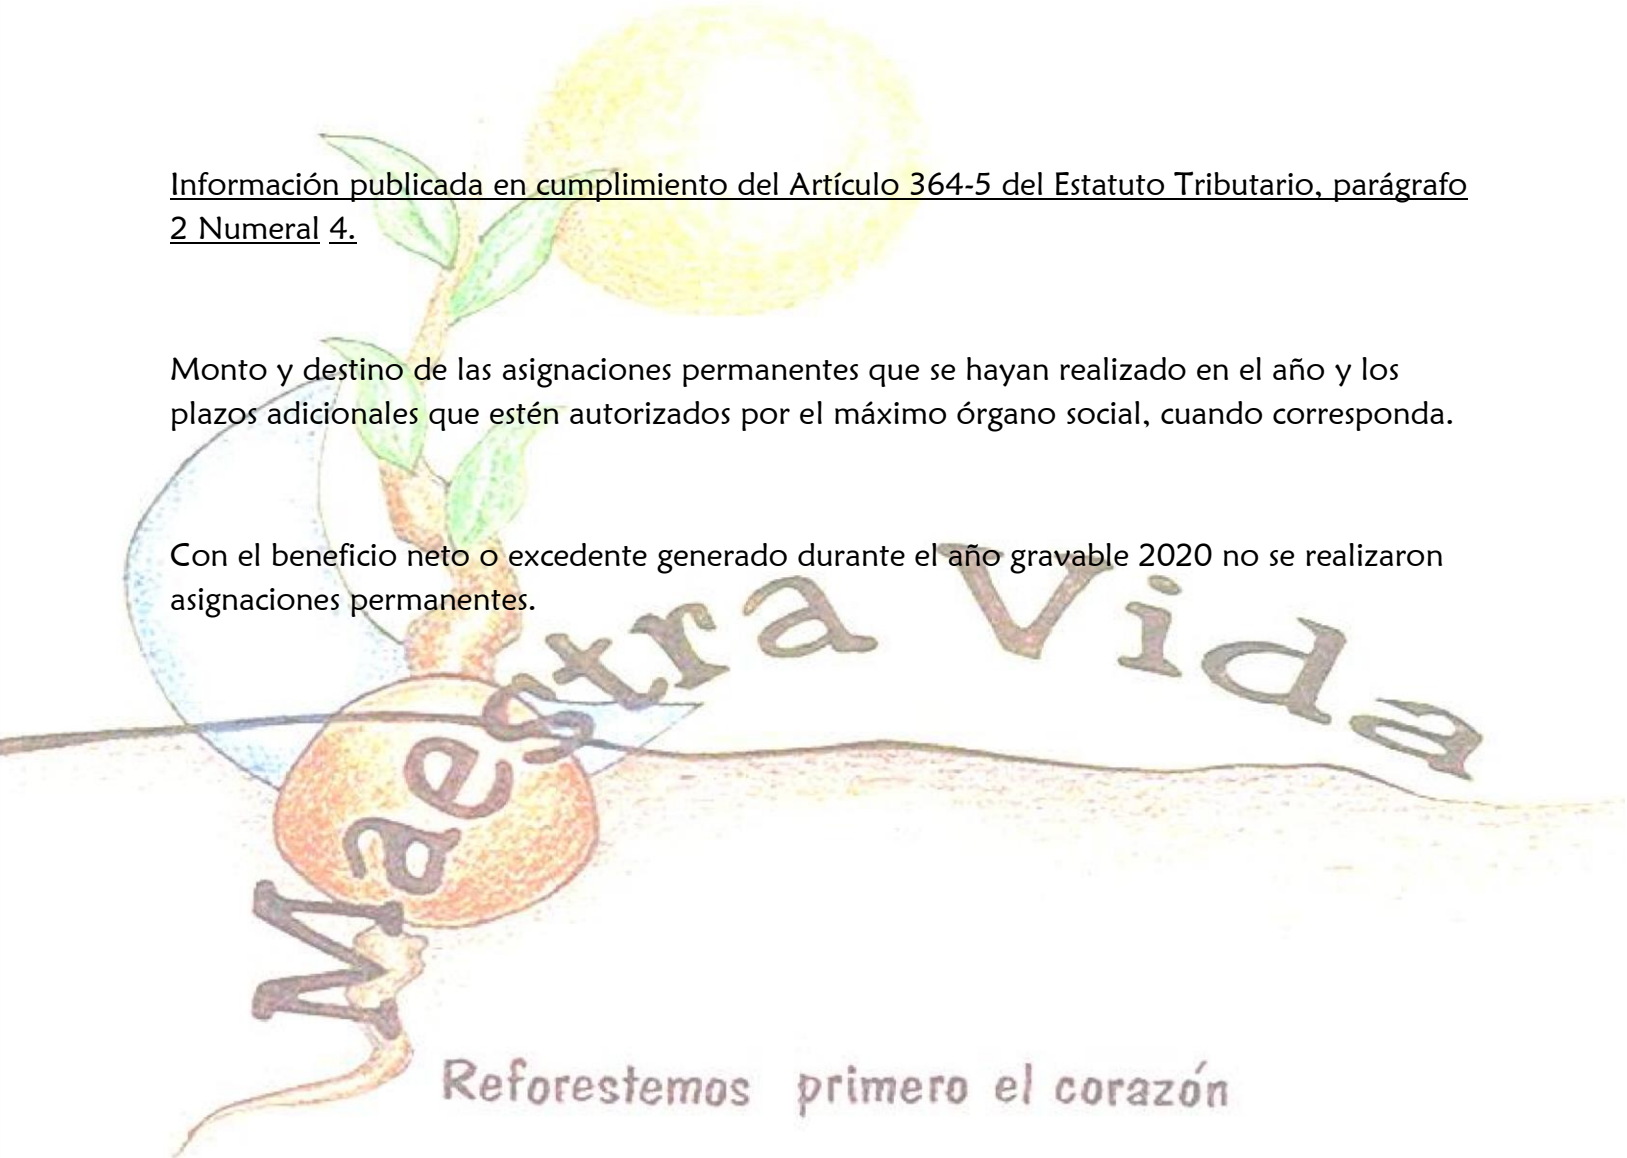 Información publicada en cumplimiento del Artículo 364-5 del Estatuto Tributario, parágrafo
2 Numeral 4.
Monto y destino de las asignaciones permanentes que se hayan realizado en el año y los
plazos adicionales que estén autorizados por el máximo órgano social, cuando corresponda.
Con el beneficio neto o excedente generado durante el año gravable 2020 no se realizaron
asignaciones permanentes.
Maestra Vida
Reforestemos primero el corazón